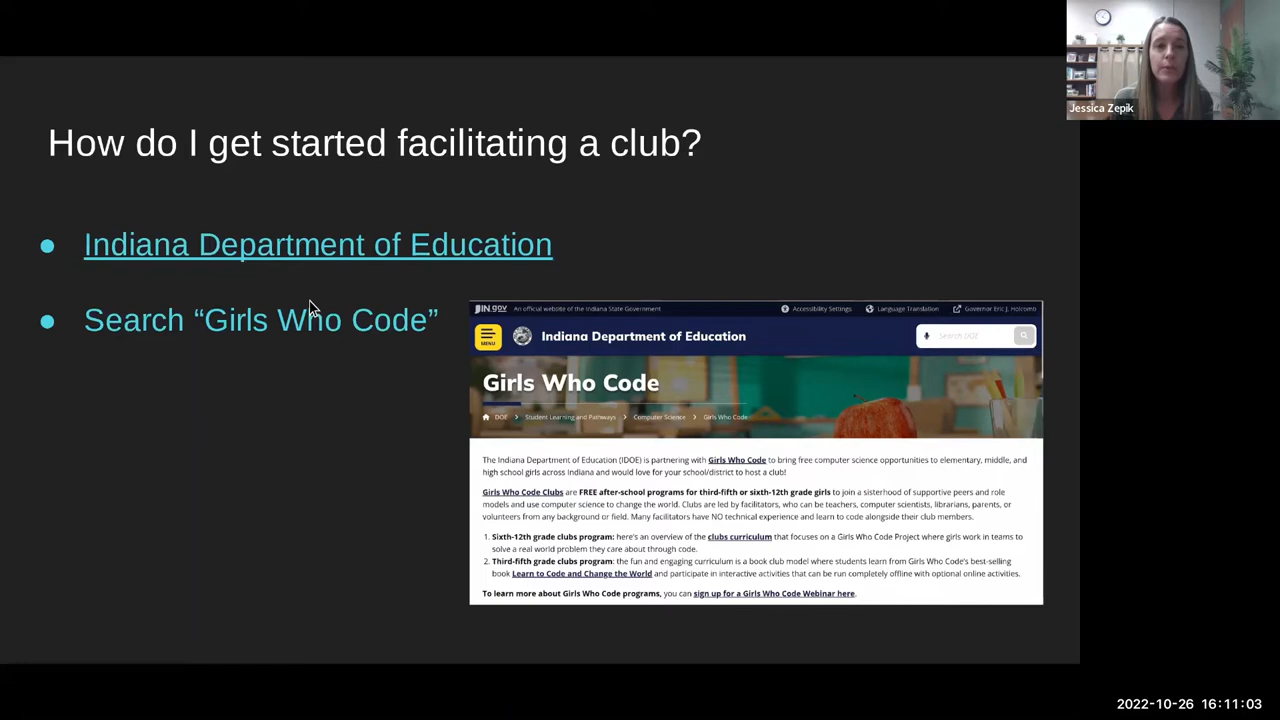 Jessica Zepik
How do I get started facilitating a club?
● Indiana Department of Education
● Search “Girls Who Code”
IN.gov An official website of the Indiana State Government Accessibility Settings Language Translation Governor Eric J. Holcomb
MENU Indiana Department of Education Search DOE
Girls Who Code
DOE > Student Learning and Pathways > Computer Science > Girls Who Code
The Indiana Department of Education (IDOE) is partnering with Girls Who Code to bring free computer science opportunities to elementary, middle, and
high school girls across Indiana and would love for your school/district to host a club!
Girls Who Code Clubs are FREE after-school programs for third-fifth or sixth-12th grade girls to join a sisterhood of supportive peers and role
models and use computer science to change the world. Clubs are led by facilitators, who can be teachers, computer scientists, librarians, parents, or
volunteers from any background or field. Many facilitators have NO technical experience and learn to code alongside their club members.
1. Sixth-12th grade clubs program: here's an overview of the clubs curriculum that focuses on a Girls Who Code Project where girls work in teams to
solve a real world problem they care about through code.
2. Third-fifth grade clubs program: the fun and engaging curriculum is a book club model where students learn from Girls Who Code's best-selling
book Learn to Code and Change the World and participate in interactive activities that can be run completely offline with optional online activities.
To learn more about Girls Who Code programs, you can sign up for a Girls Who Code Webinar here.
2022-10-26 16:11:03